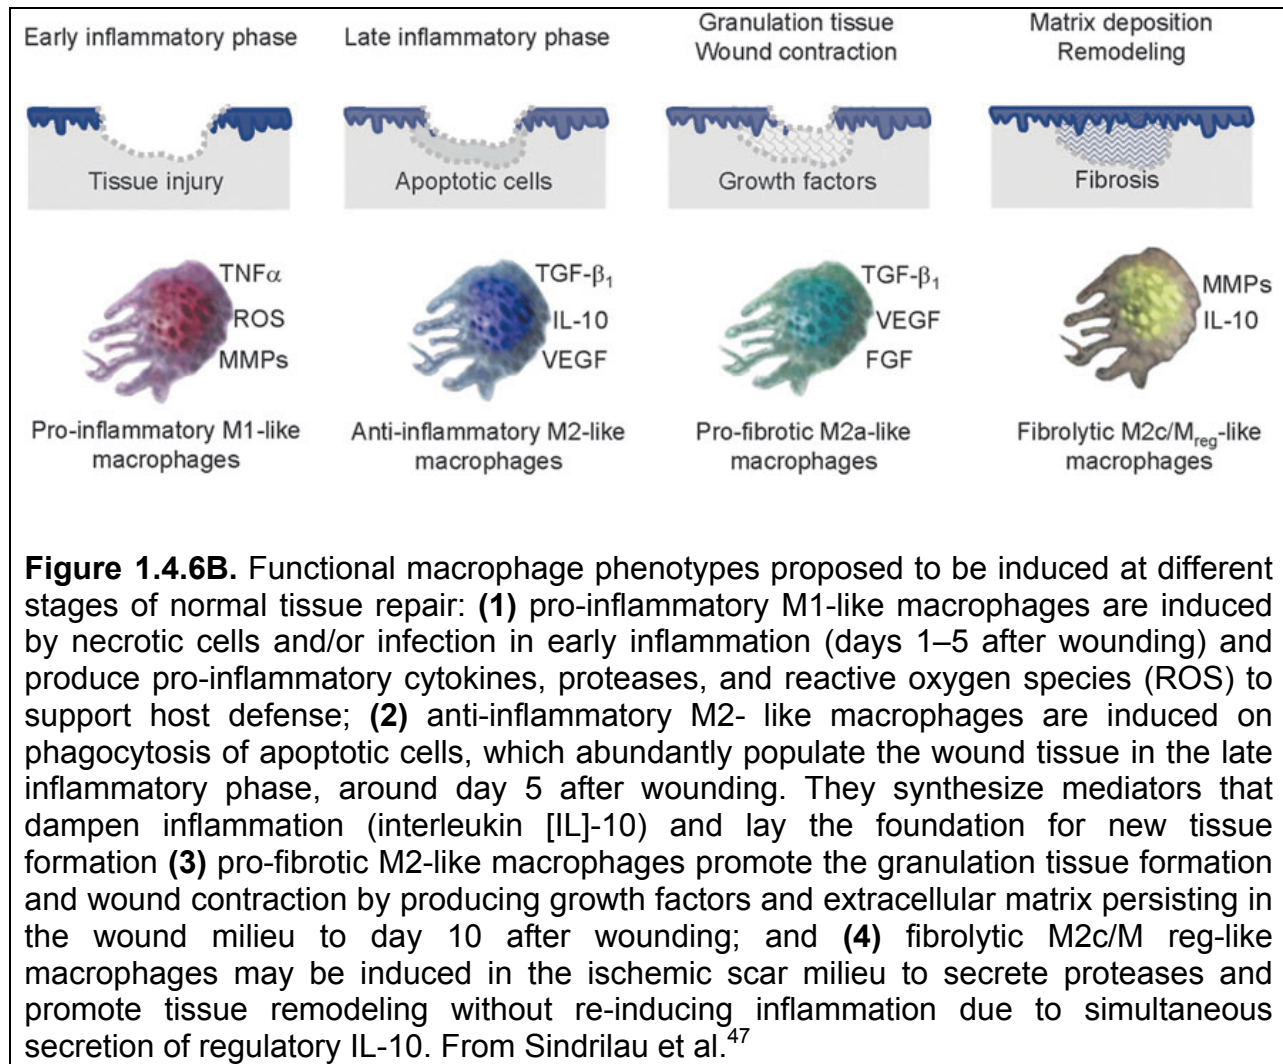 Early inflammatory phase
Late inflammatory phase
Granulation tissue
Wound contraction
Matrix deposition
Remodeling
Tissue injury
Apoptotic cells
Growth factors
Fibrosis
TNFα
ROS
MMPs
TGF-β₁
IL-10
VEGF
TGF-β₁
VEGF
FGF
MMPs
IL-10
Pro-inflammatory M1-like
macrophages
Anti-inflammatory M2-like
macrophages
Pro-fibrotic M2a-like
macrophages
Fibrolytic M2c/Mreg-like
macrophages
Figure 1.4.6B. Functional macrophage phenotypes proposed to be induced at different
stages of normal tissue repair: (1) pro-inflammatory M1-like macrophages are induced
by necrotic cells and/or infection in early inflammation (days 1–5 after wounding) and
produce pro-inflammatory cytokines, proteases, and reactive oxygen species (ROS) to
support host defense; (2) anti-inflammatory M2- like macrophages are induced on
phagocytosis of apoptotic cells, which abundantly populate the wound tissue in the late
inflammatory phase, around day 5 after wounding. They synthesize mediators that
dampen inflammation (interleukin [IL]-10) and lay the foundation for new tissue
formation (3) pro-fibrotic M2-like macrophages promote the granulation tissue formation
and wound contraction by producing growth factors and extracellular matrix persisting in
the wound milieu to day 10 after wounding; and (4) fibrolytic M2c/M reg-like
macrophages may be induced in the ischemic scar milieu to secrete proteases and
promote tissue remodeling without re-inducing inflammation due to simultaneous
secretion of regulatory IL-10. From Sindrilau et al.47